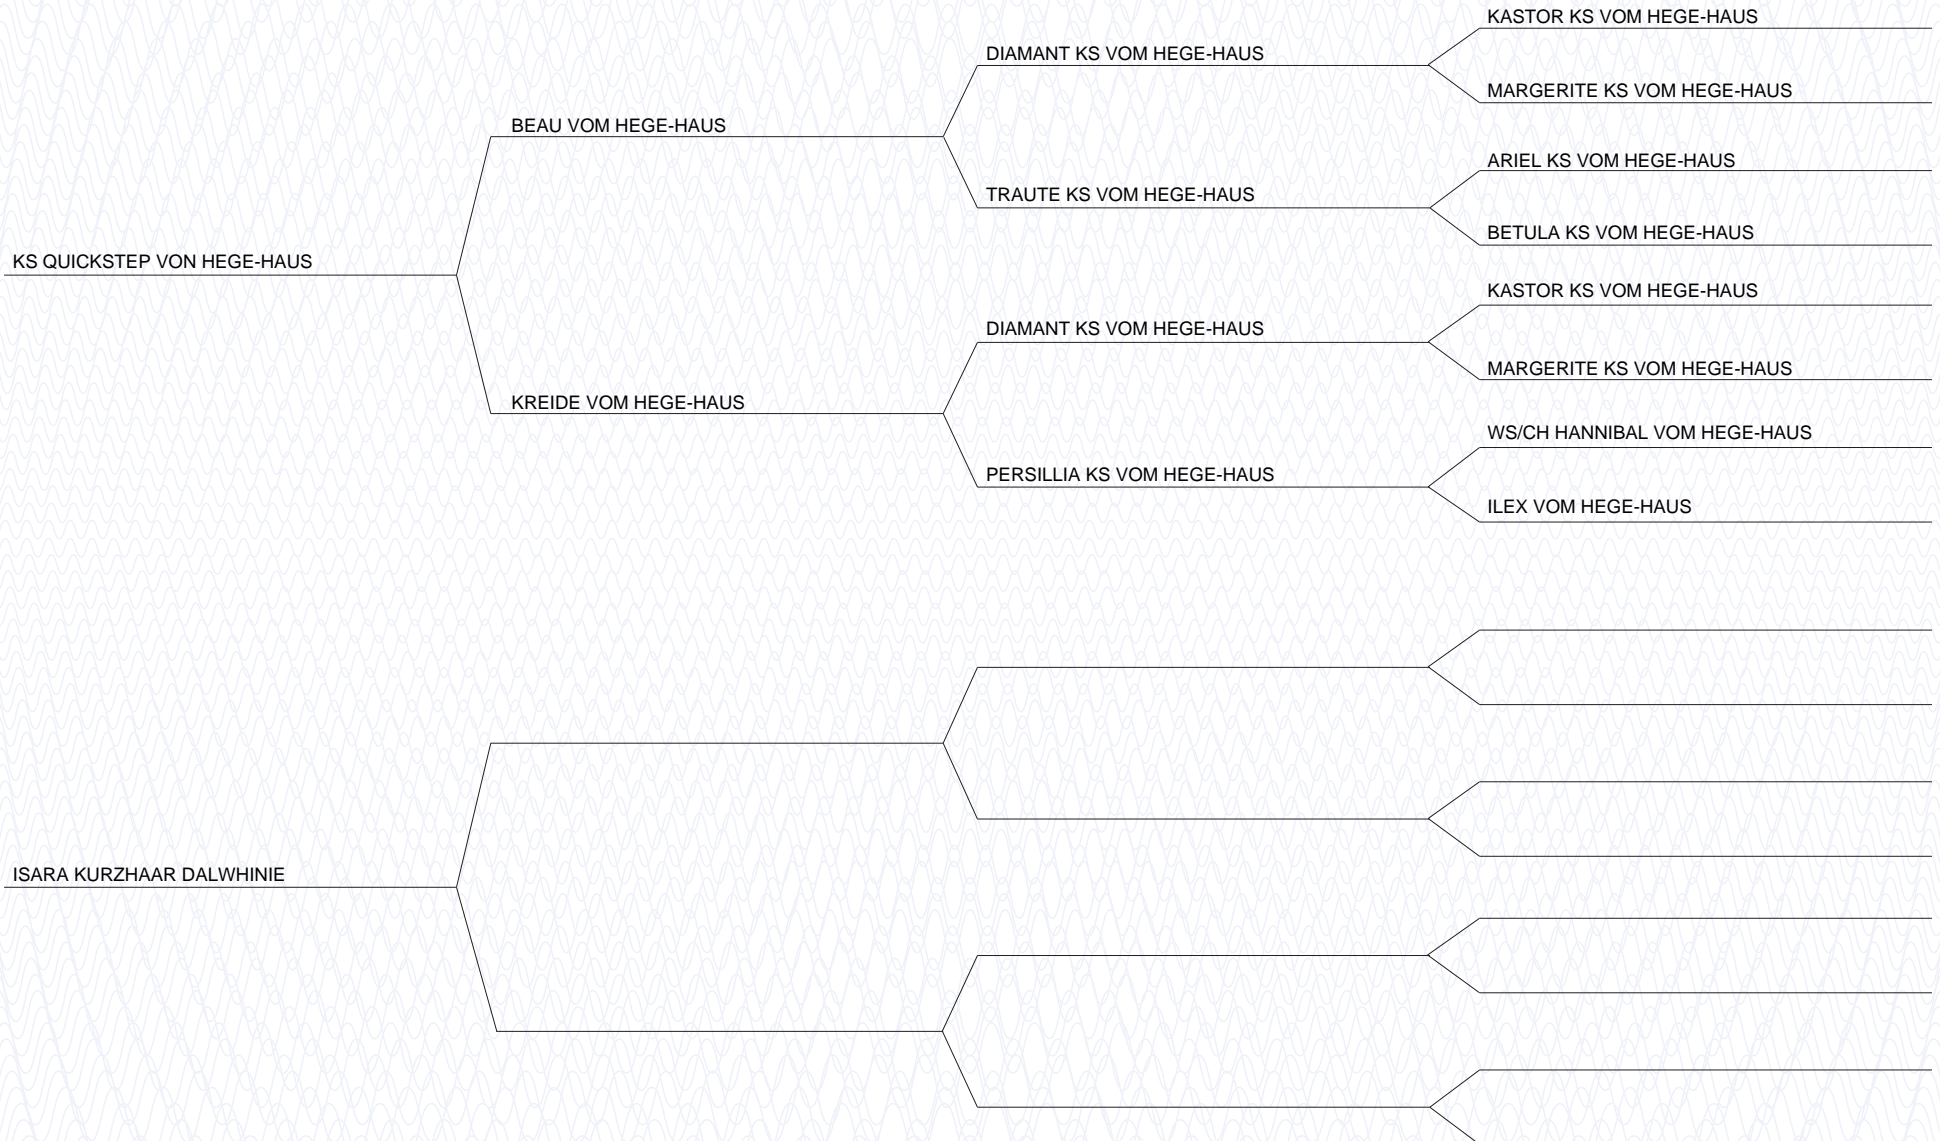 KASTOR KS VOM HEGE-HAUS
DIAMANT KS VOM HEGE-HAUS
MARGERITE KS VOM HEGE-HAUS
BEAU VOM HEGE-HAUS
ARIEL KS VOM HEGE-HAUS
TRAUTE KS VOM HEGE-HAUS
BETULA KS VOM HEGE-HAUS
KS QUICKSTEP VON HEGE-HAUS
KASTOR KS VOM HEGE-HAUS
DIAMANT KS VOM HEGE-HAUS
MARGERITE KS VOM HEGE-HAUS
KREIDE VOM HEGE-HAUS
WS/CH HANNIBAL VOM HEGE-HAUS
PERSILLIA KS VOM HEGE-HAUS
ILEX VOM HEGE-HAUS
ISARA KURZHAAR DALWHINIE